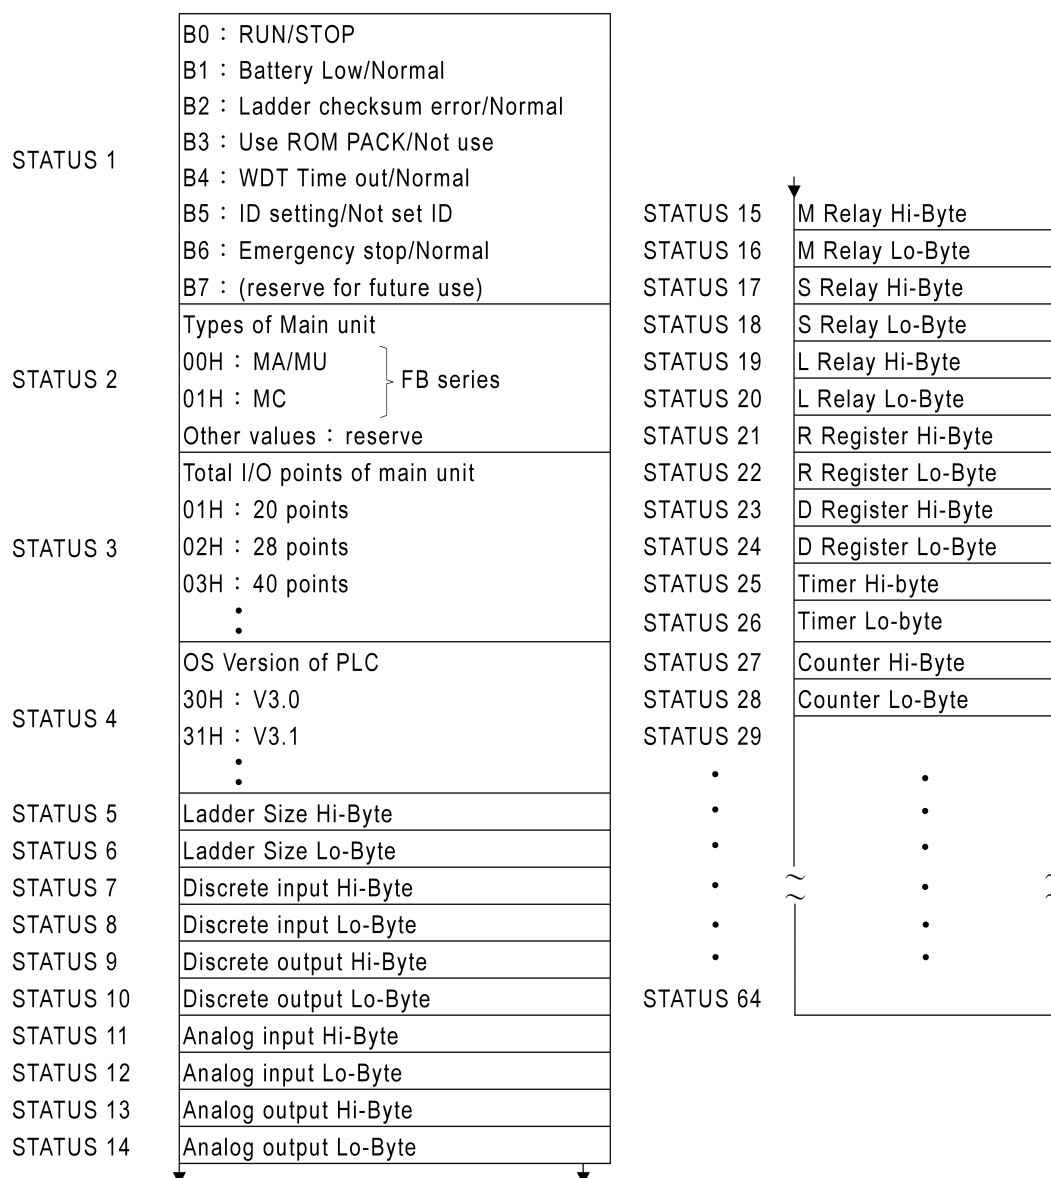 STATUS 1
B0：RUN/STOP
B1：Battery Low/Normal
B2：Ladder checksum error/Normal
B3：Use ROM PACK/Not use
B4：WDT Time out/Normal
B5：ID setting/Not set ID
B6：Emergency stop/Normal
B7：(reserve for future use)
STATUS 2
Types of Main unit
00H：MA/MU
01H：MC
FB series
Other values：reserve
STATUS 3
Total I/O points of main unit
01H：20 points
02H：28 points
03H：40 points
STATUS 4
OS Version of PLC
30H：V3.0
31H：V3.1
STATUS 5 Ladder Size Hi-Byte
STATUS 6 Ladder Size Lo-Byte
STATUS 7 Discrete input Hi-Byte
STATUS 8 Discrete input Lo-Byte
STATUS 9 Discrete output Hi-Byte
STATUS 10 Discrete output Lo-Byte
STATUS 11 Analog input Hi-Byte
STATUS 12 Analog input Lo-Byte
STATUS 13 Analog output Hi-Byte
STATUS 14 Analog output Lo-Byte
STATUS 15 M Relay Hi-Byte
STATUS 16 M Relay Lo-Byte
STATUS 17 S Relay Hi-Byte
STATUS 18 S Relay Lo-Byte
STATUS 19 L Relay Hi-Byte
STATUS 20 L Relay Lo-Byte
STATUS 21 R Register Hi-Byte
STATUS 22 R Register Lo-Byte
STATUS 23 D Register Hi-Byte
STATUS 24 D Register Lo-Byte
STATUS 25 Timer Hi-byte
STATUS 26 Timer Lo-byte
STATUS 27 Counter Hi-Byte
STATUS 28 Counter Lo-Byte
STATUS 29
STATUS 64